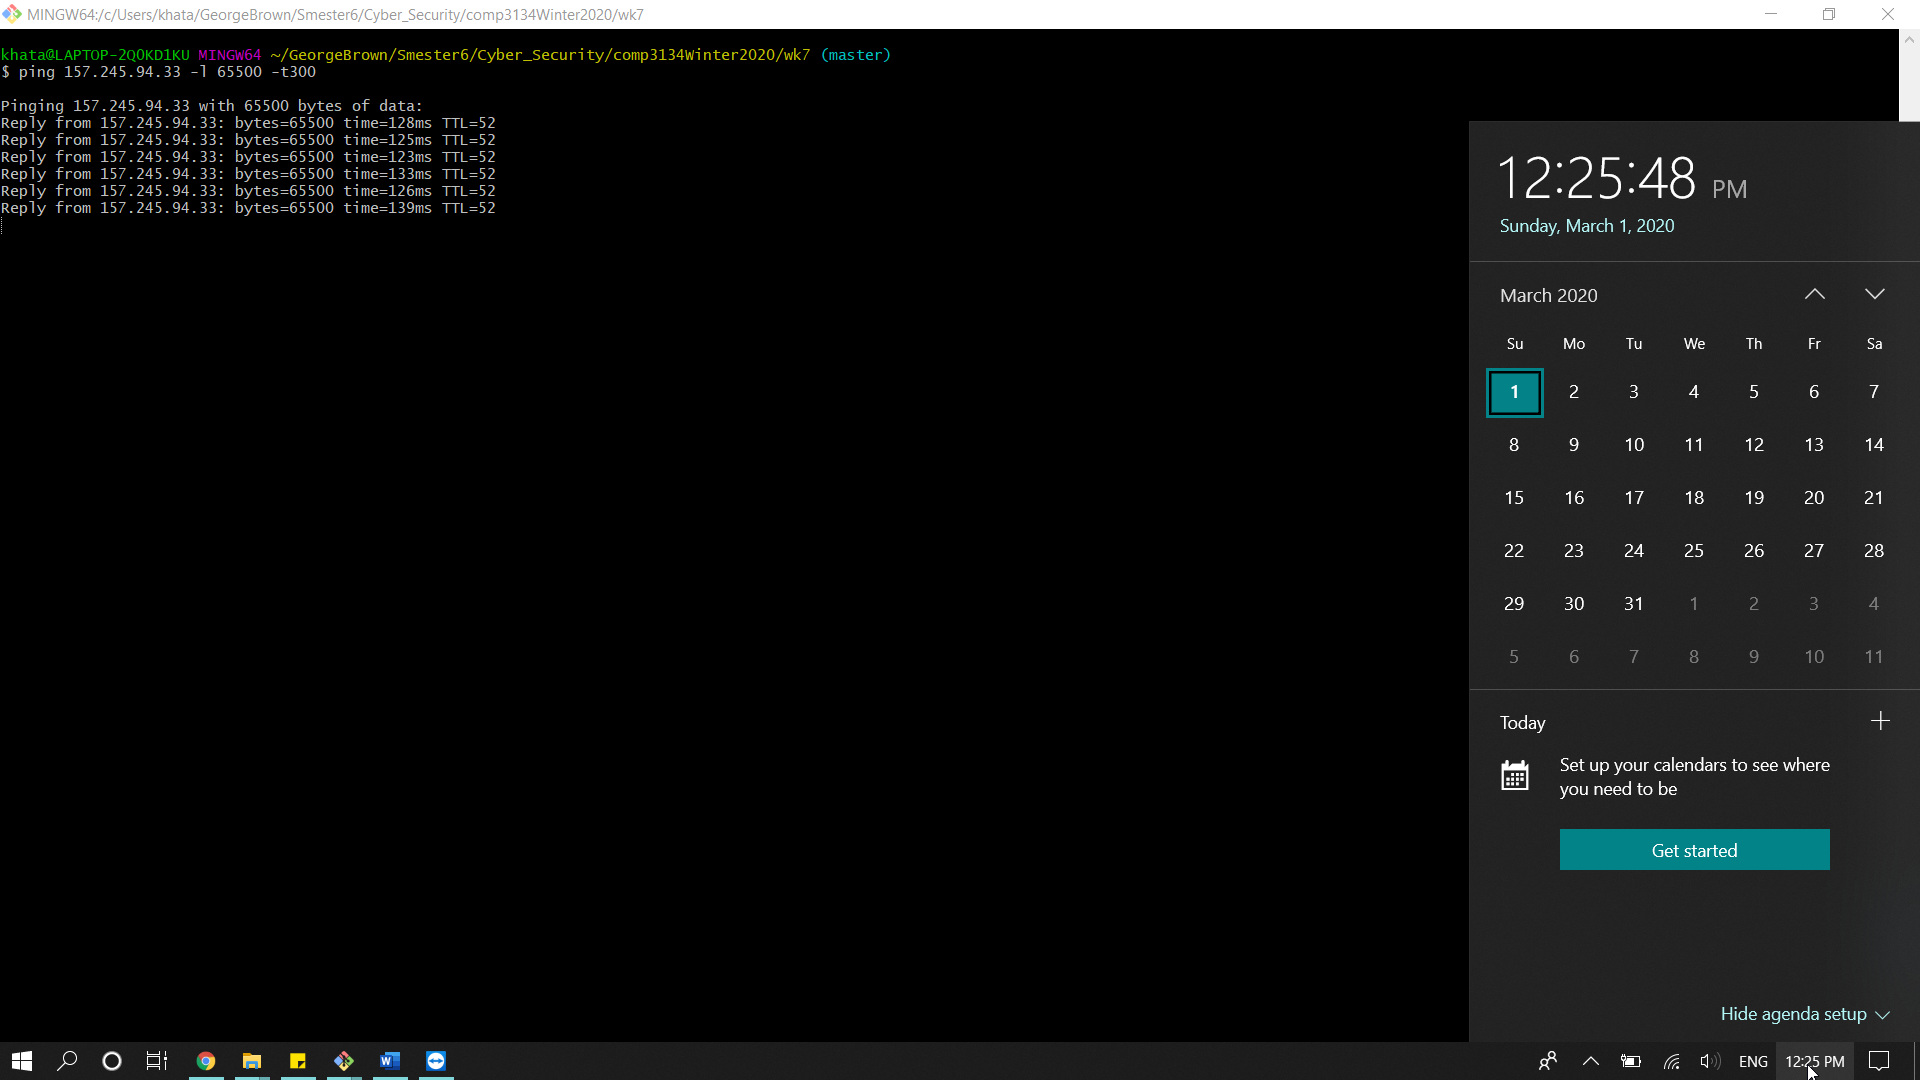 MINGW64:/c/Users/khata/GeorgeBrown/Smester6/Cyber_Security/comp3134Winter2020/wk7
khata@LAPTOP-2Q0KD1KU MINGW64 ~/GeorgeBrown/Smester6/Cyber_Security/comp3134Winter2020/wk7 (master)
$ ping 157.245.94.33 -l 65500 -t300
Pinging 157.245.94.33 with 65500 bytes of data:
Reply from 157.245.94.33: bytes=65500 time=128ms TTL=52
Reply from 157.245.94.33: bytes=65500 time=125ms TTL=52
Reply from 157.245.94.33: bytes=65500 time=123ms TTL=52
Reply from 157.245.94.33: bytes=65500 time=133ms TTL=52
Reply from 157.245.94.33: bytes=65500 time=126ms TTL=52
Reply from 157.245.94.33: bytes=65500 time=139ms TTL=52
12:25:48 PM
Sunday, March 1, 2020
March 2020
Su Mo Tu We Th Fr Sa
1 2 3 4 5 6 7
8 9 10 11 12 13 14
15 16 17 18 19 20 21
22 23 24 25 26 27 28
29 30 31 1 2 3 4
5 6 7 8 9 10 11
Today
Set up your calendars to see where
you need to be
Get started
Hide agenda setup
ENG 12:25 PM